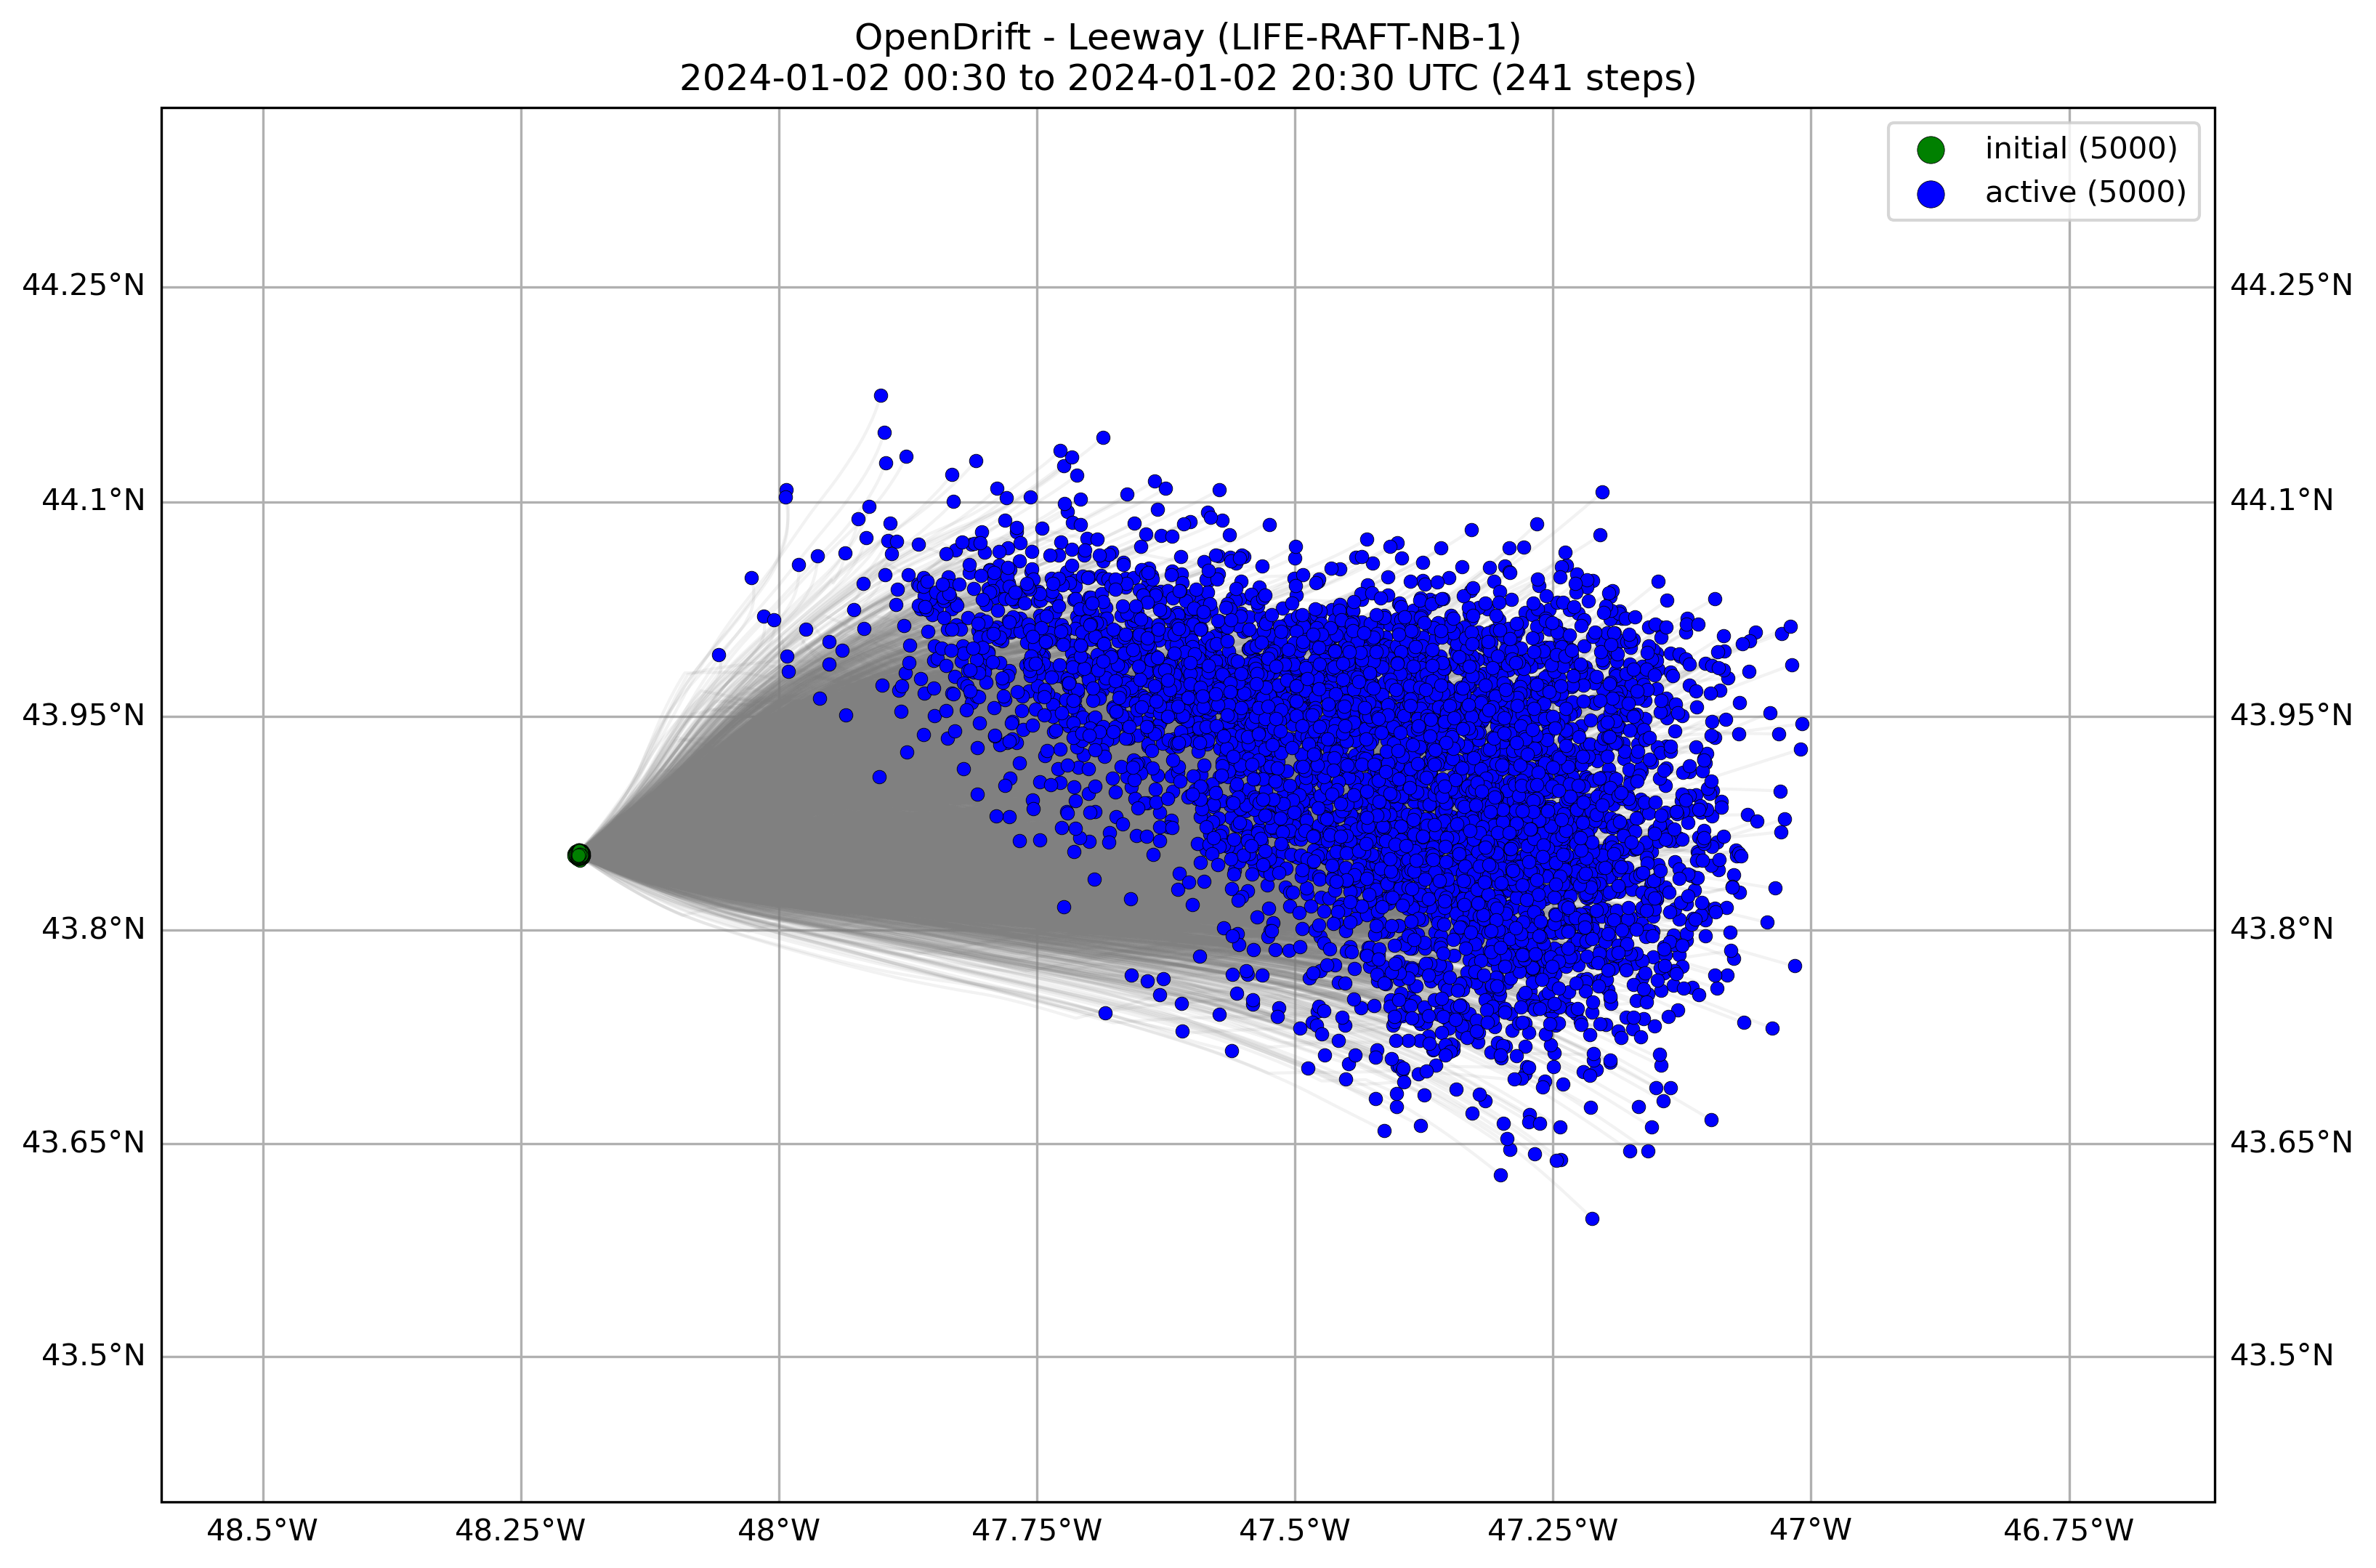 OpenDrift - Leeway (LIFE-RAFT-NB-1)
2024-01-02 00:30 to 2024-01-02 20:30 UTC (241 steps)
initial (5000)
active (5000)
44.25°N 44.25°N
44.1°N 44.1°N
43.95°N 43.95°N
43.8°N 43.8°N
43.65°N 43.65°N
43.5°N 43.5°N
48.5°W 48.25°W 48°W 47.75°W 47.5°W 47.25°W 47°W 46.75°W